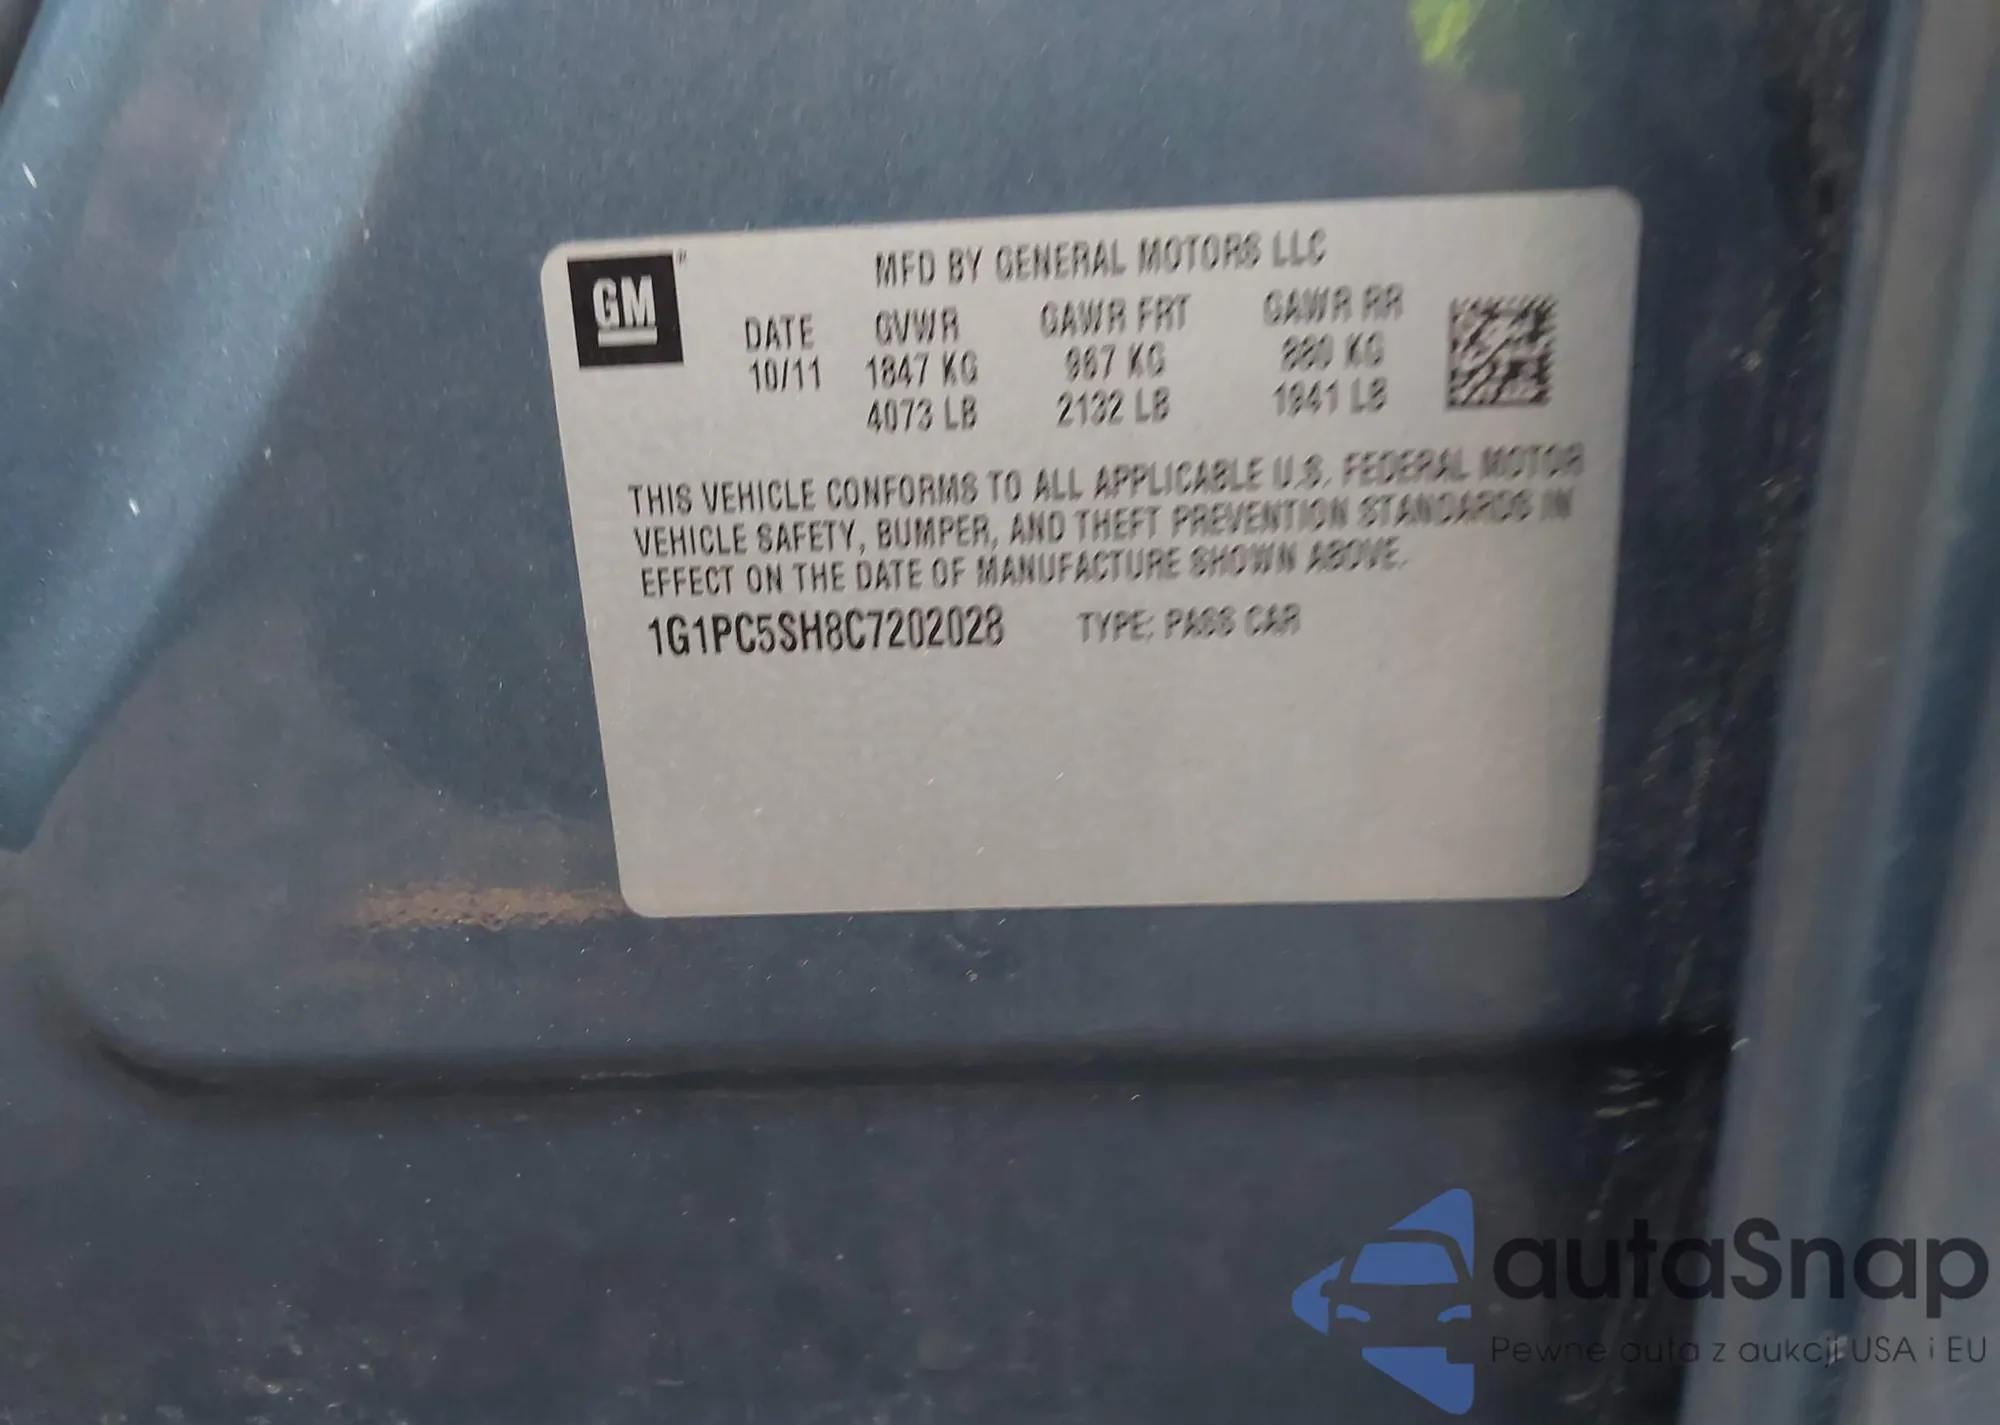 GM
MFD BY GENERAL MOTORS LLC
DATE GVWR GAWR FRT GAWR RR
10/11 1847 KG 967 KG 880 KG
4073 LB 2132 LB 1941 LB
THIS VEHICLE CONFORMS TO ALL APPLICABLE U.S. FEDERAL MOTOR
VEHICLE SAFETY, BUMPER, AND THEFT PREVENTION STANDARDS IN
EFFECT ON THE DATE OF MANUFACTURE SHOWN ABOVE.
1G1PC5SH8C7202028 TYPE: PASS CAR
autaSnap
Pewne auta z aukcji USA i EU